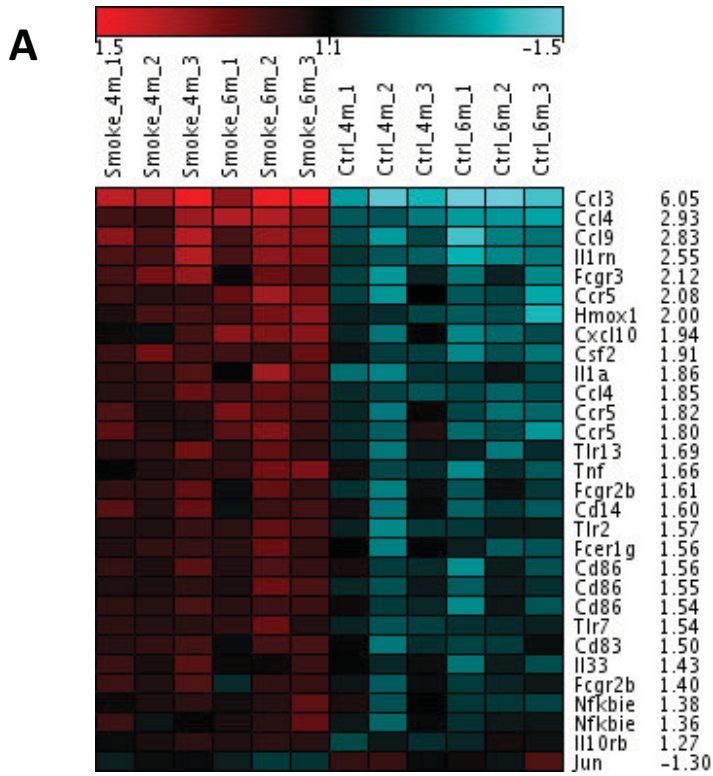 A
1.5 1.1 -1.5
Smoke_4m_1
Smoke_4m_2
Smoke_4m_3
Smoke_6m_1
Smoke_6m_2
Smoke_6m_3
Ctrl_4m_1
Ctrl_4m_2
Ctrl_4m_3
Ctrl_6m_1
Ctrl_6m_2
Ctrl_6m_3
Ccl3 6.05
Ccl4 2.93
Ccl9 2.83
Il1rn 2.55
Fcgr3 2.12
Ccr5 2.08
Hmox1 2.00
Cxcl10 1.94
Csf2 1.91
Il1a 1.86
Ccl4 1.85
Ccr5 1.82
Ccr5 1.80
Tlr13 1.69
Tnf 1.66
Fcgr2b 1.61
Cd14 1.60
Tlr2 1.57
Fcer1g 1.56
Cd86 1.56
Cd86 1.55
Cd86 1.54
Tlr7 1.54
Cd83 1.50
Il33 1.43
Fcgr2b 1.40
Nfkbie 1.38
Nfkbie 1.36
Il10rb 1.27
Jun -1.30